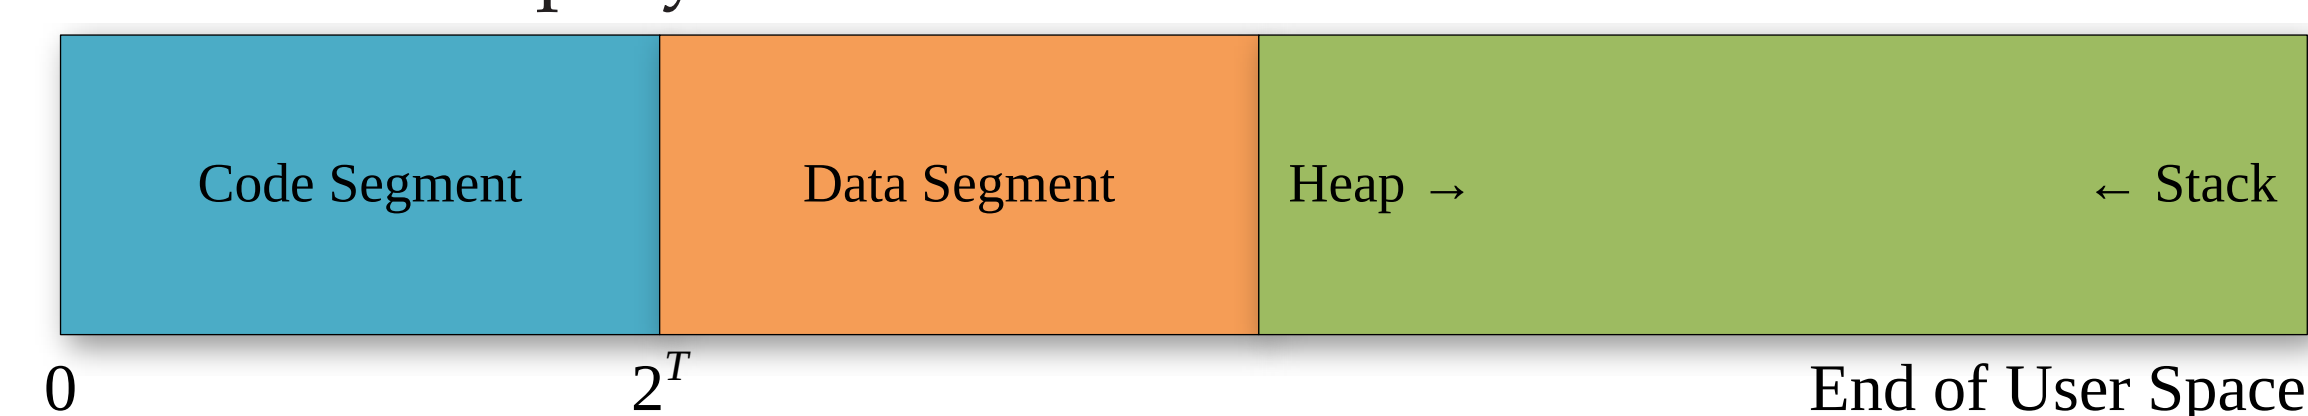 Code Segment
Data Segment
Heap →
← Stack
0
2^T
End of User Space